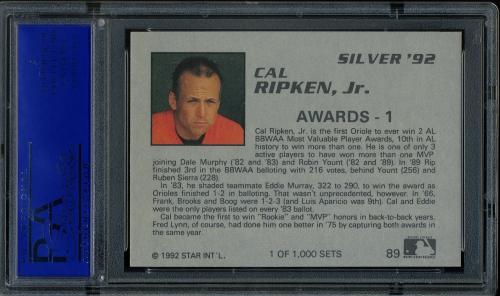 SILVER '92
CAL
RIPKEN, Jr.
AWARDS - 1
Cal Ripken, Jr. is the first Oriole to ever win 2 AL
BBWAA Most Valuable Player Awards, 10th in AL
history to win more than one. He is one of only 3
active players to have won more than one MVP
joining Dale Murphy ('82 and '83) and Robin Yount ('82 and '89). In '89 Rip
finished 3rd in the BBWAA balloting with 216 votes, behind Yount (256) and
Ruben Sierra (228).
In '83, he shaded teammate Eddie Murray, 322 to 290, to win the award as
Orioles finished 1-2 in balloting. That wasn't unheard of, however, in '66,
Frank, Brooks and Boog were 1-2-3 (and Luis Aparicio was 9th). Cal and Eddie
were the only players listed on every '83 ballot.
Cal became the first to win "Rookie" and "MVP" honors in back-to-back years.
Fred Lynn, of course, had done him one better in '75 by capturing both awards in
the same year.
© 1992 STAR INT'L.
1 OF 1,000 SETS
89
PSA